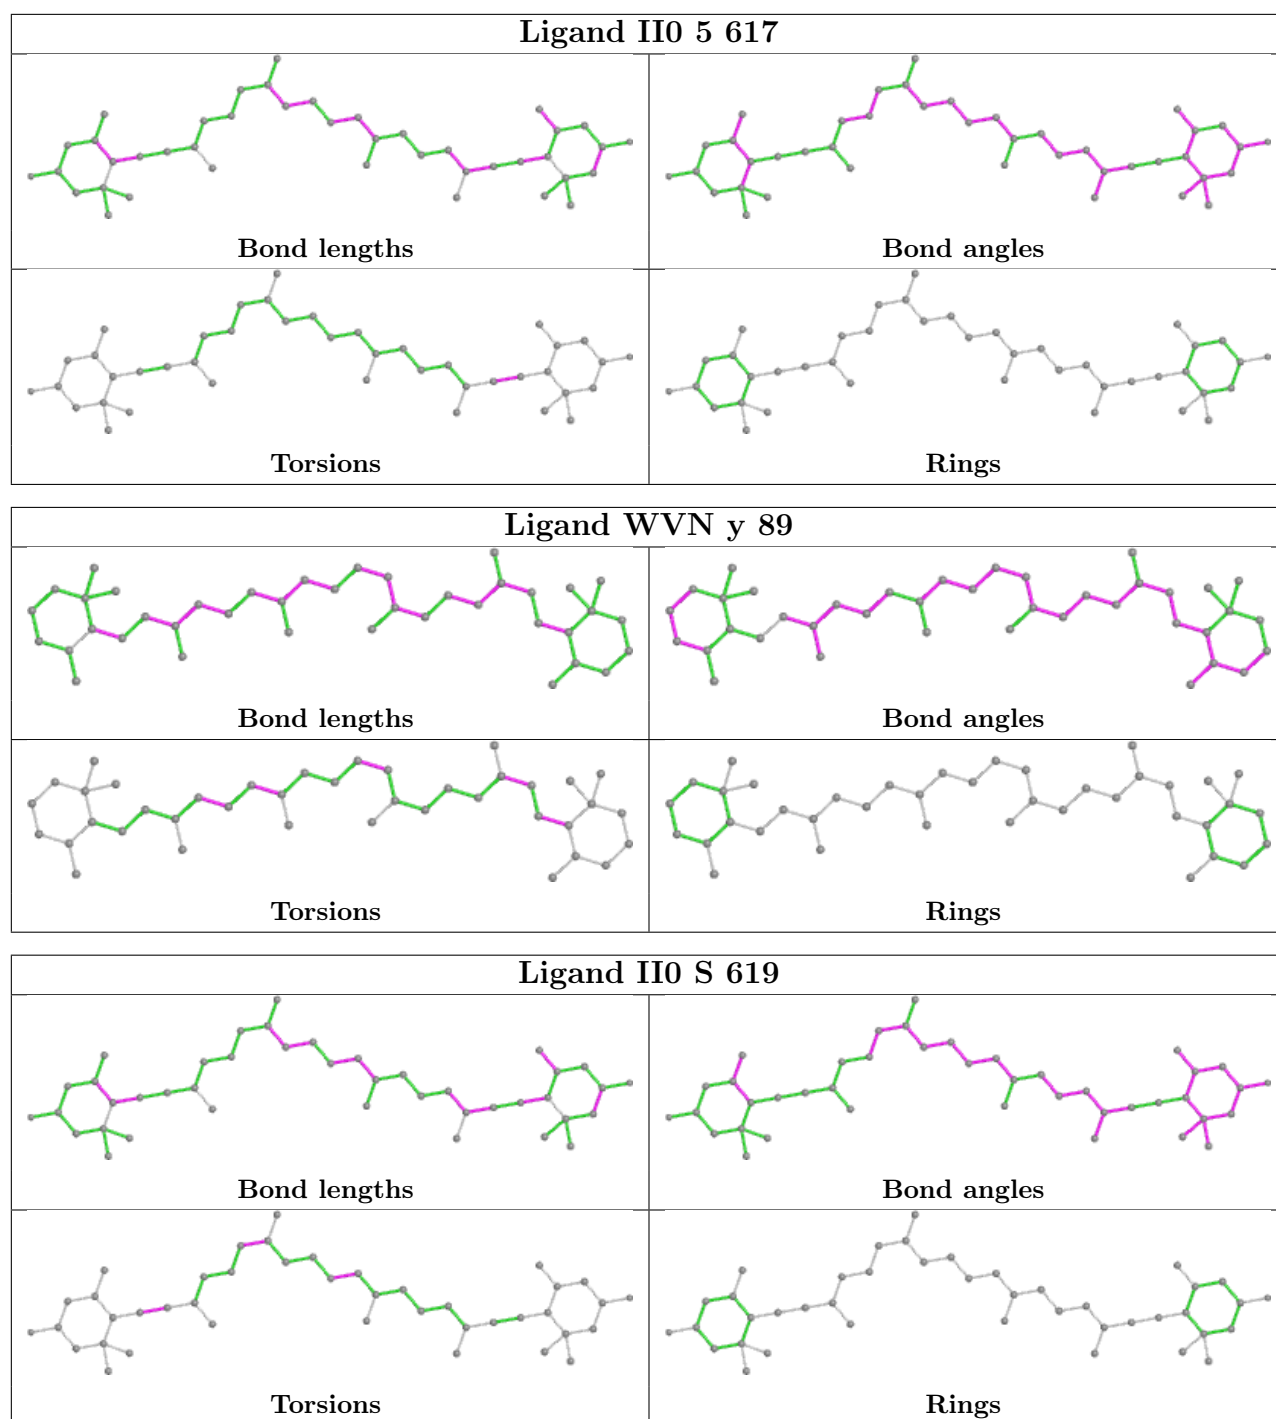 Ligand II0 5 617
Bond lengths
Bond angles
Torsions
Rings
Ligand WVN y 89
Bond lengths
Bond angles
Torsions
Rings
Ligand II0 S 619
Bond lengths
Bond angles
Torsions
Rings